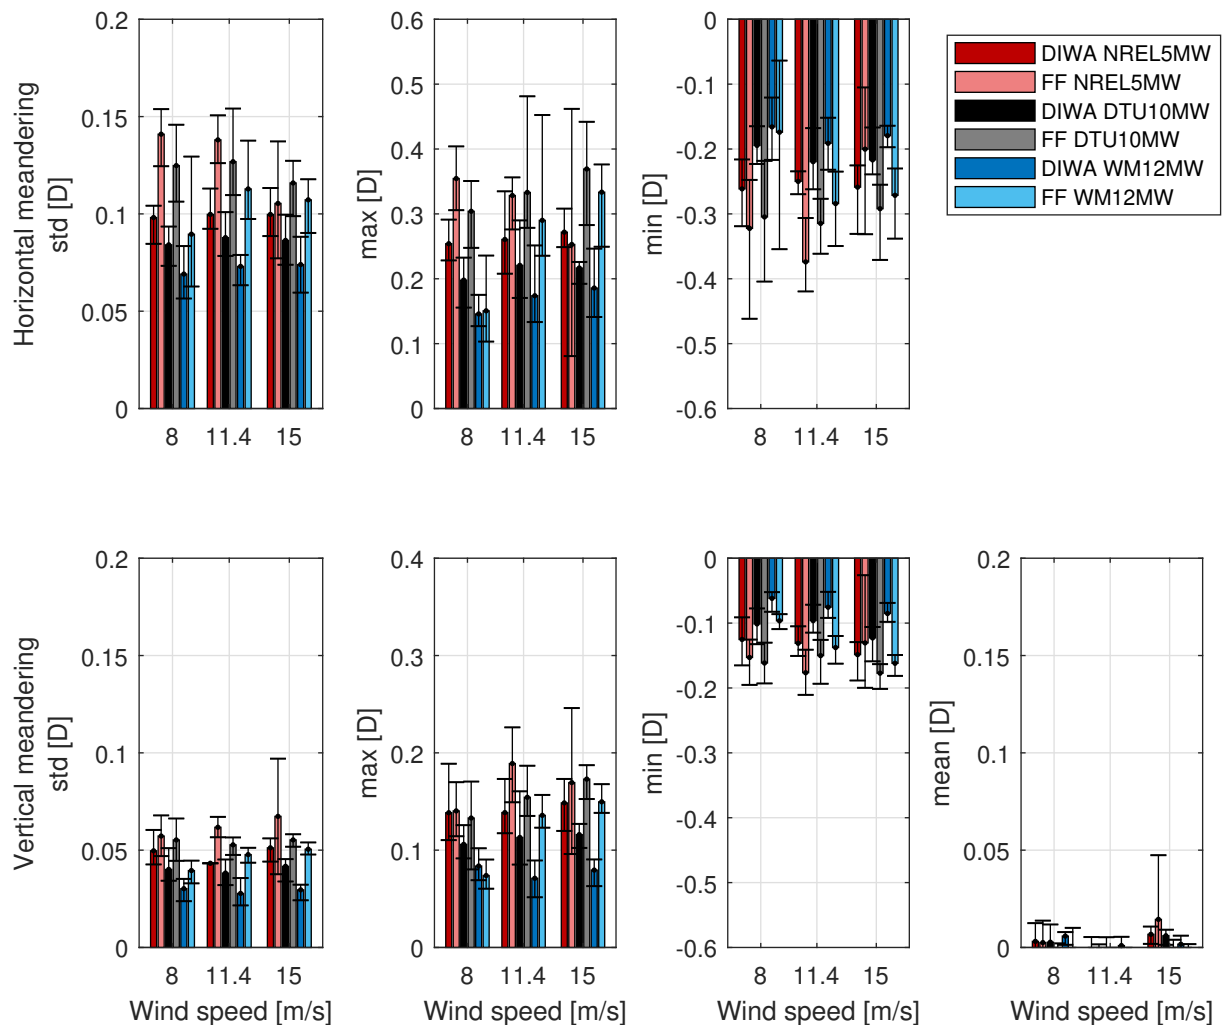 Horizontal meandering
std [D]
0.2
0.15
0.1
0.05
0
8 11.4 15
max [D]
0.6
0.5
0.4
0.3
0.2
0.1
0
8 11.4 15
min [D]
0
-0.1
-0.2
-0.3
-0.4
-0.5
-0.6
8 11.4 15
DIWA NREL5MW
FF NREL5MW
DIWA DTU10MW
FF DTU10MW
DIWA WM12MW
FF WM12MW
Vertical meandering
std [D]
0.2
0.15
0.1
0.05
0
8 11.4 15
Wind speed [m/s]
max [D]
0.4
0.3
0.2
0.1
0
8 11.4 15
Wind speed [m/s]
min [D]
0
-0.1
-0.2
-0.3
-0.4
-0.5
-0.6
8 11.4 15
Wind speed [m/s]
mean [D]
0.2
0.15
0.1
0.05
0
8 11.4 15
Wind speed [m/s]